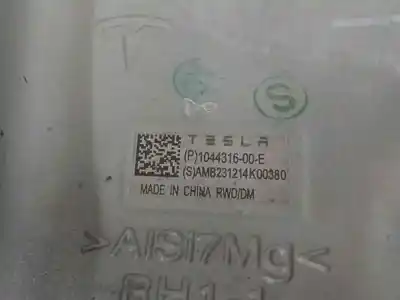 T
S
TESLA
(P)1044316-00-E
(S)AMB231214K00380
MADE IN CHINA RWD/DM
>AlSi7Mg<